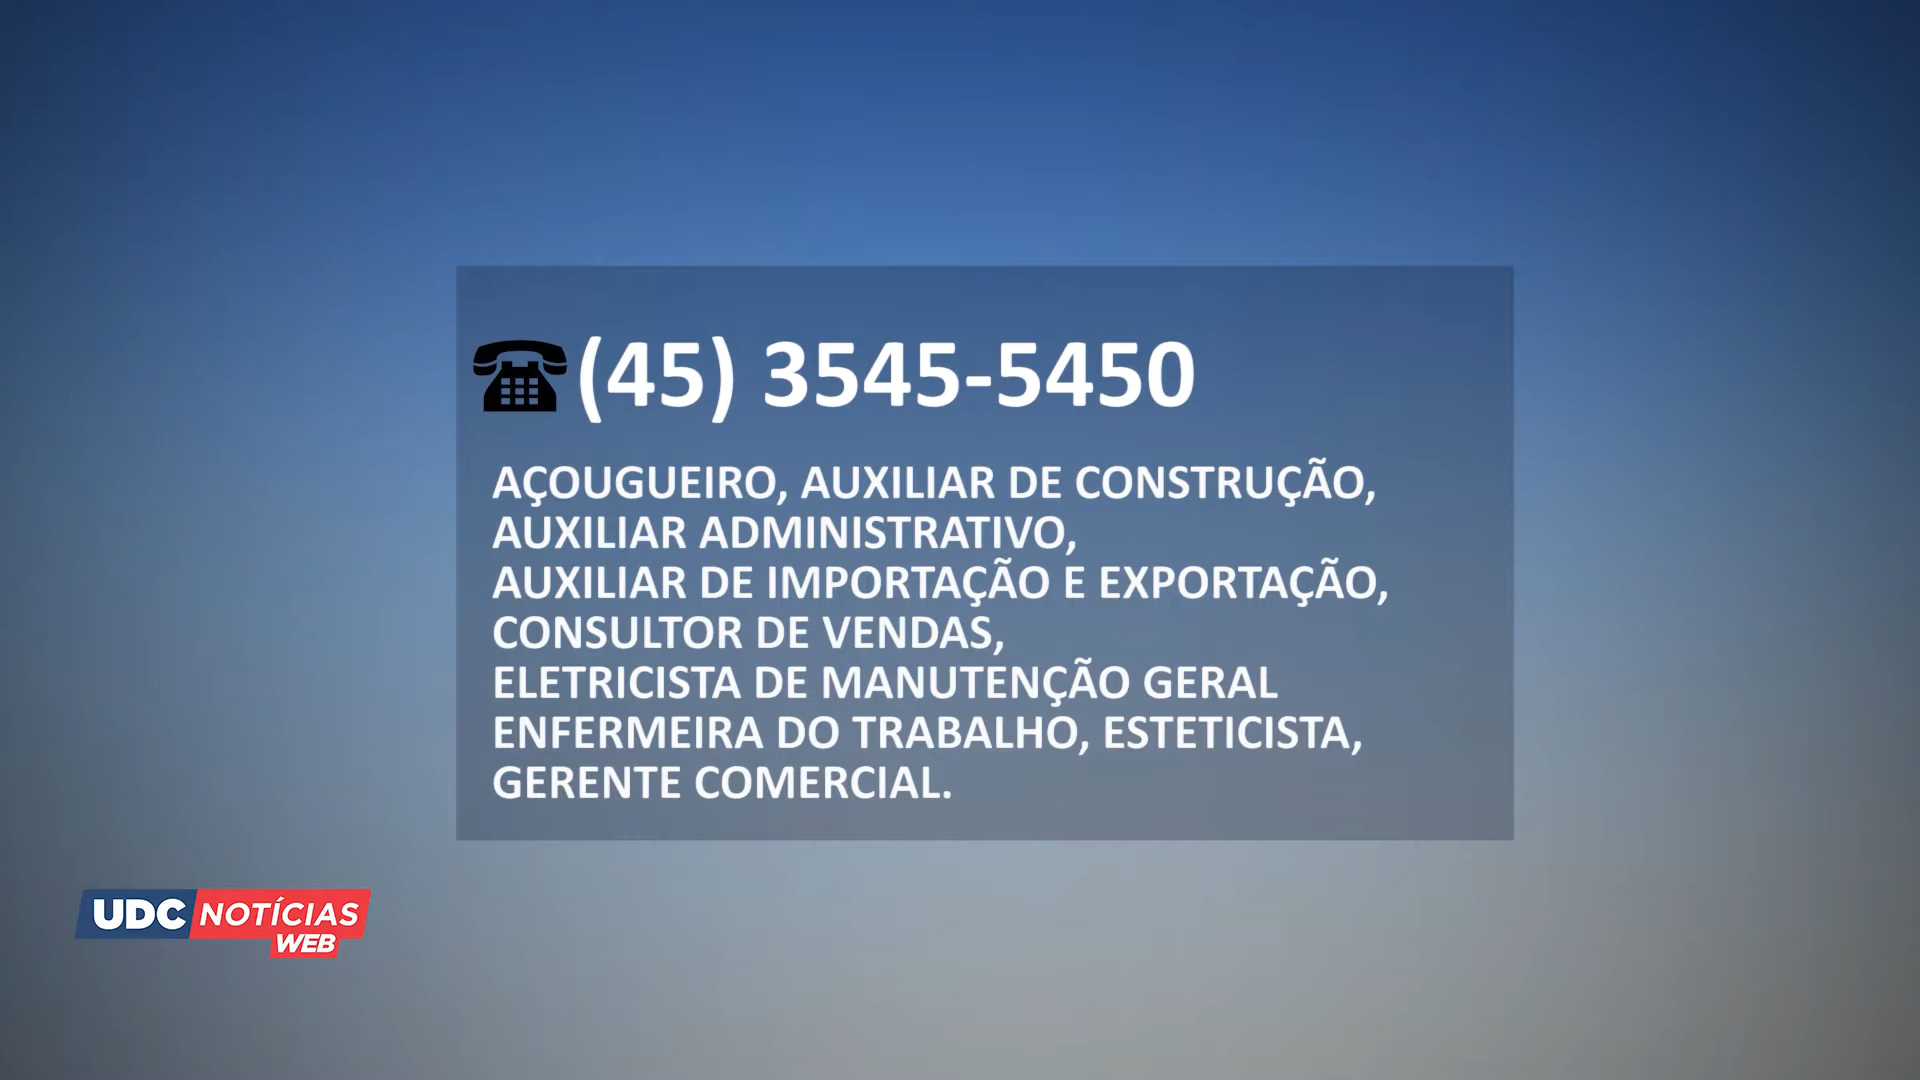 (45) 3545-5450
AÇOUGUEIRO, AUXILIAR DE CONSTRUÇÃO,
AUXILIAR ADMINISTRATIVO,
AUXILIAR DE IMPORTAÇÃO E EXPORTAÇÃO,
CONSULTOR DE VENDAS,
ELETRICISTA DE MANUTENÇÃO GERAL
ENFERMEIRA DO TRABALHO, ESTETICISTA,
GERENTE COMERCIAL.
UDC NOTÍCIAS
WEB